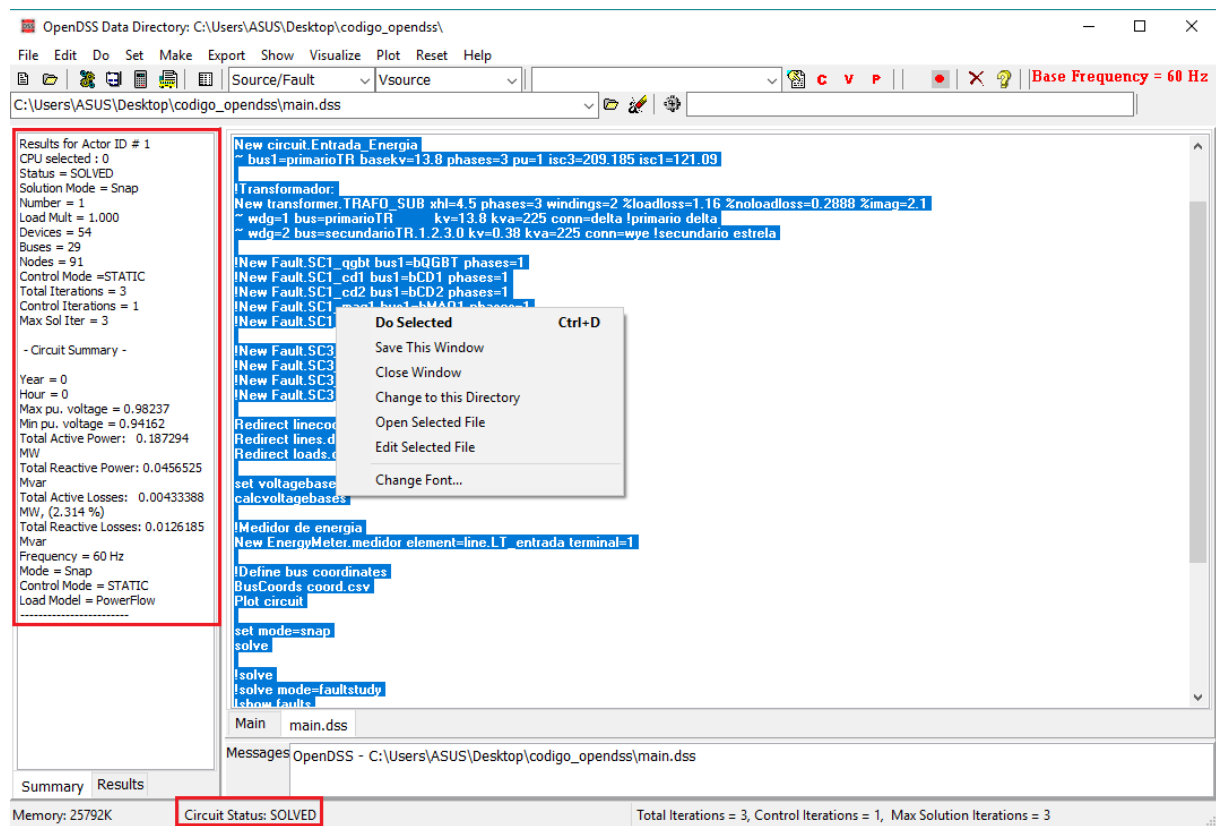 OpenDSS Data Directory: C:\Users\ASUS\Desktop\codigo_opendss\
File Edit Do Set Make Export Show Visualize Plot Reset Help
Source/Fault Vsource C V P Base Frequency = 60 Hz
C:\Users\ASUS\Desktop\codigo_opendss\main.dss
Results for Actor ID # 1
CPU selected : 0
Status = SOLVED
Solution Mode = Snap
Number = 1
Load Mult = 1.000
Devices = 54
Buses = 29
Nodes = 91
Control Mode =STATIC
Total Iterations = 3
Control Iterations = 1
Max Sol Iter = 3
- Circuit Summary -
Year = 0
Hour = 0
Max pu. voltage = 0.98237
Min pu. voltage = 0.94162
Total Active Power: 0.187294
MW
Total Reactive Power: 0.0456525
Mvar
Total Active Losses: 0.00433388
MW, (2.314 %)
Total Reactive Losses: 0.0126185
Mvar
Frequency = 60 Hz
Mode = Snap
Control Mode = STATIC
Load Model = PowerFlow
-------------------------
Summary Results
New circuit.Entrada_Energia
~ bus1=primarioTR basekv=13.8 phases=3 pu=1 isc3=209.185 isc1=121.09
!Transformador:
New transformer.TRAFO_SUB xhl=4.5 phases=3 windings=2 %loadloss=1.16 %noloadloss=0.2888 %imag=2.1
~ wdg=1 bus=primarioTR kv=13.8 kva=225 conn=delta !primario delta
~ wdg=2 bus=secundarioTR.1.2.3.0 kv=0.38 kva=225 conn=wye !secundario estrela
!New Fault.SC1_qgbt bus1=bQGBT phases=1
!New Fault.SC1_cd1 bus1=bCD1 phases=1
!New Fault.SC1_cd2 bus1=bCD2 phases=1
!New Fault.SC1_maq1 bus1=bMAQ1 phases=1
!New Fault.SC1
!New Fault.SC3
!New Fault.SC3
!New Fault.SC3
!New Fault.SC3
Redirect linecod
Redirect lines.d
Redirect loads.
set voltagebase
calcvoltagebases
!Medidor de energia
New EnergyMeter.medidor element=line.LT_entrada terminal=1
!Define bus coordinates
BusCoords coord.csv
Plot circuit
set mode=snap
solve
!solve
!solve mode=faultstudy
!show faults
Do Selected Ctrl+D
Save This Window
Close Window
Change to this Directory
Open Selected File
Edit Selected File
Change Font...
Main main.dss
Messages OpenDSS - C:\Users\ASUS\Desktop\codigo_opendss\main.dss
Memory: 25792K Circuit Status: SOLVED Total Iterations = 3, Control Iterations = 1, Max Solution Iterations = 3